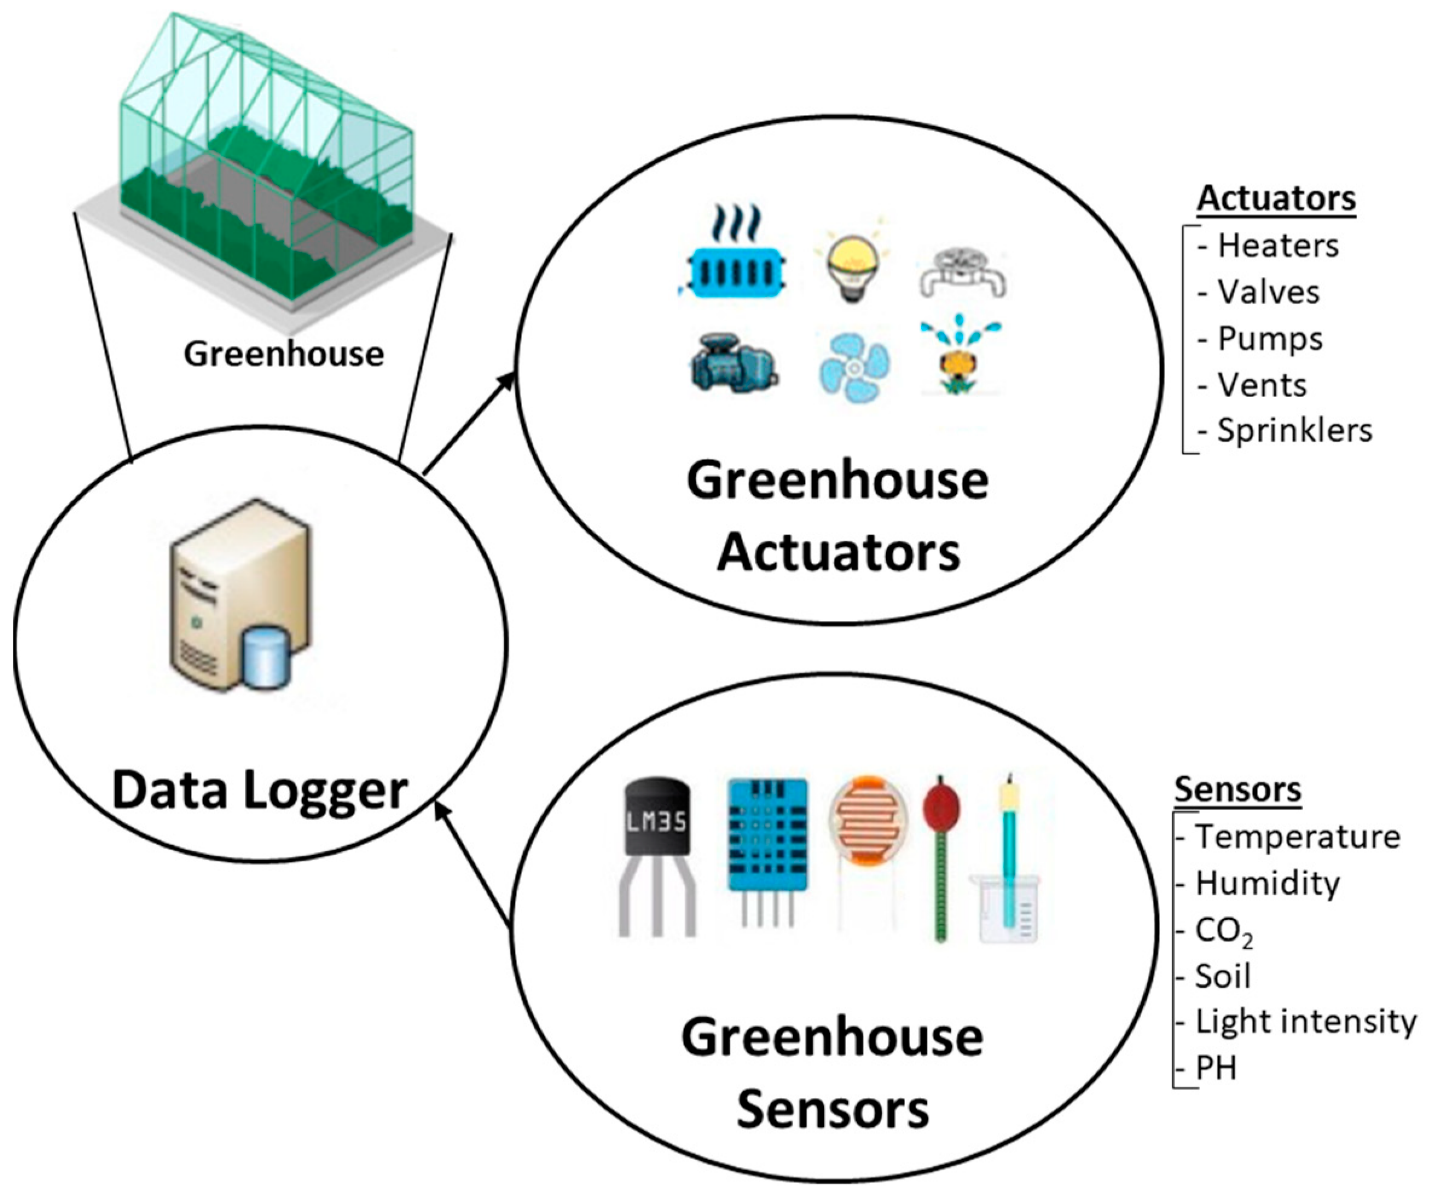 Greenhouse
Actuators
- Heaters
- Valves
- Pumps
- Vents
- Sprinklers
Greenhouse
Actuators
Data Logger
LM35
Greenhouse
Sensors
Sensors
- Temperature
- Humidity
- CO₂
- Soil
- Light intensity
- PH